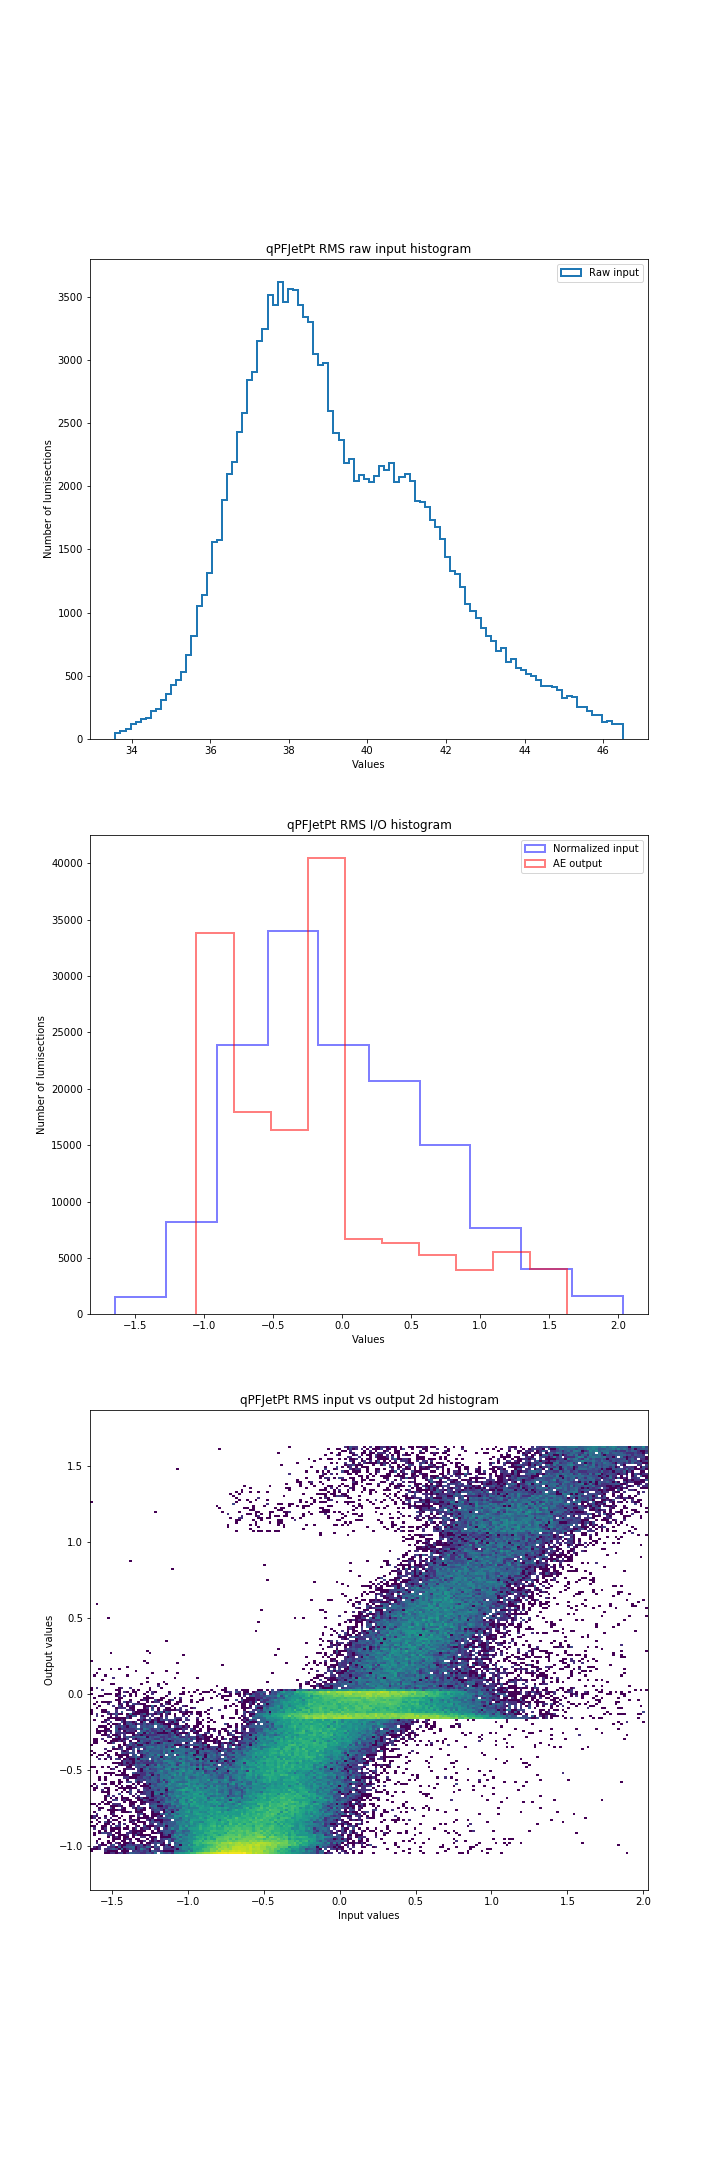 qPFJetPt RMS raw input histogram
Raw input
Number of lumisections
3500
3000
2500
2000
1500
1000
500
0
34 36 38 40 42 44 46
Values
qPFJetPt RMS I/O histogram
Normalized input
AE output
Number of lumisections
40000
35000
30000
25000
20000
15000
10000
5000
0
−1.5 −1.0 −0.5 0.0 0.5 1.0 1.5 2.0
Values
qPFJetPt RMS input vs output 2d histogram
Output values
1.5
1.0
0.5
0.0
−0.5
−1.0
−1.5 −1.0 −0.5 0.0 0.5 1.0 1.5 2.0
Input values